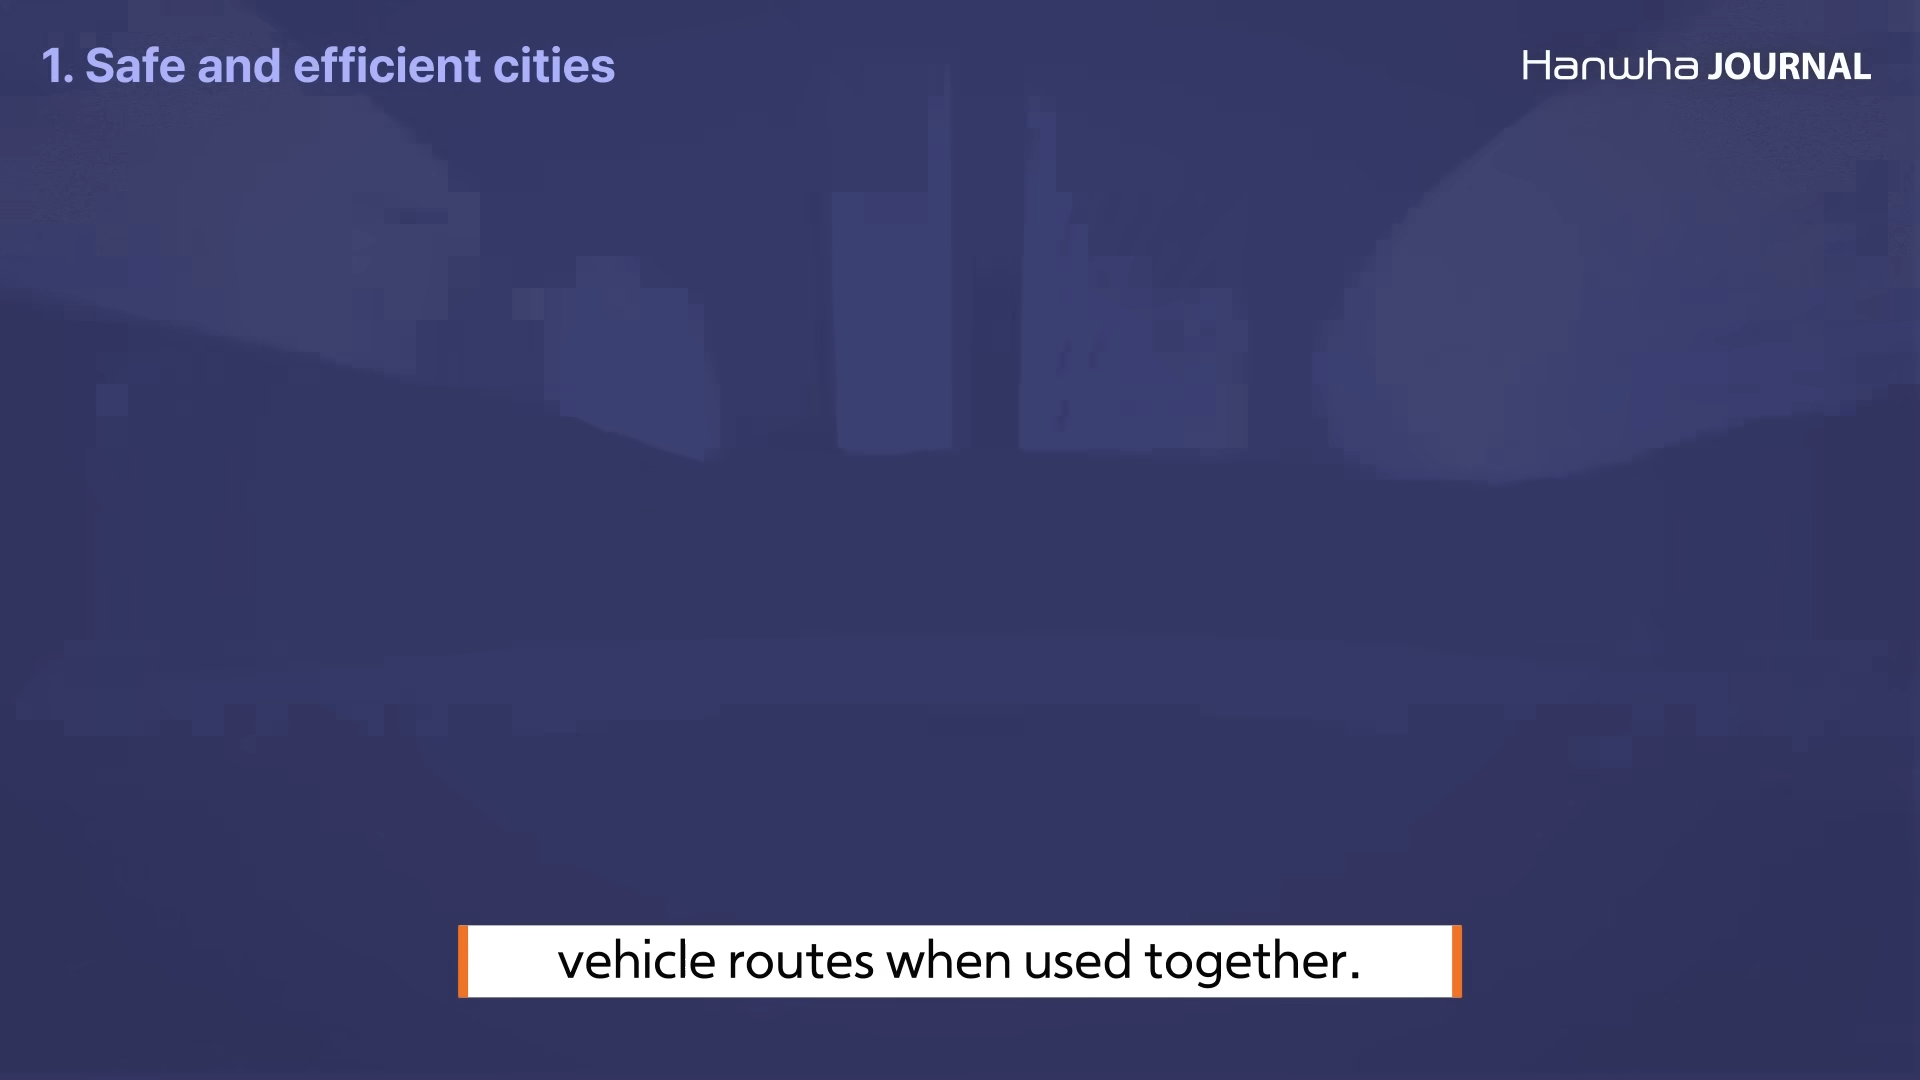 1. Safe and efficient cities
Hanwha JOURNAL
vehicle routes when used together.